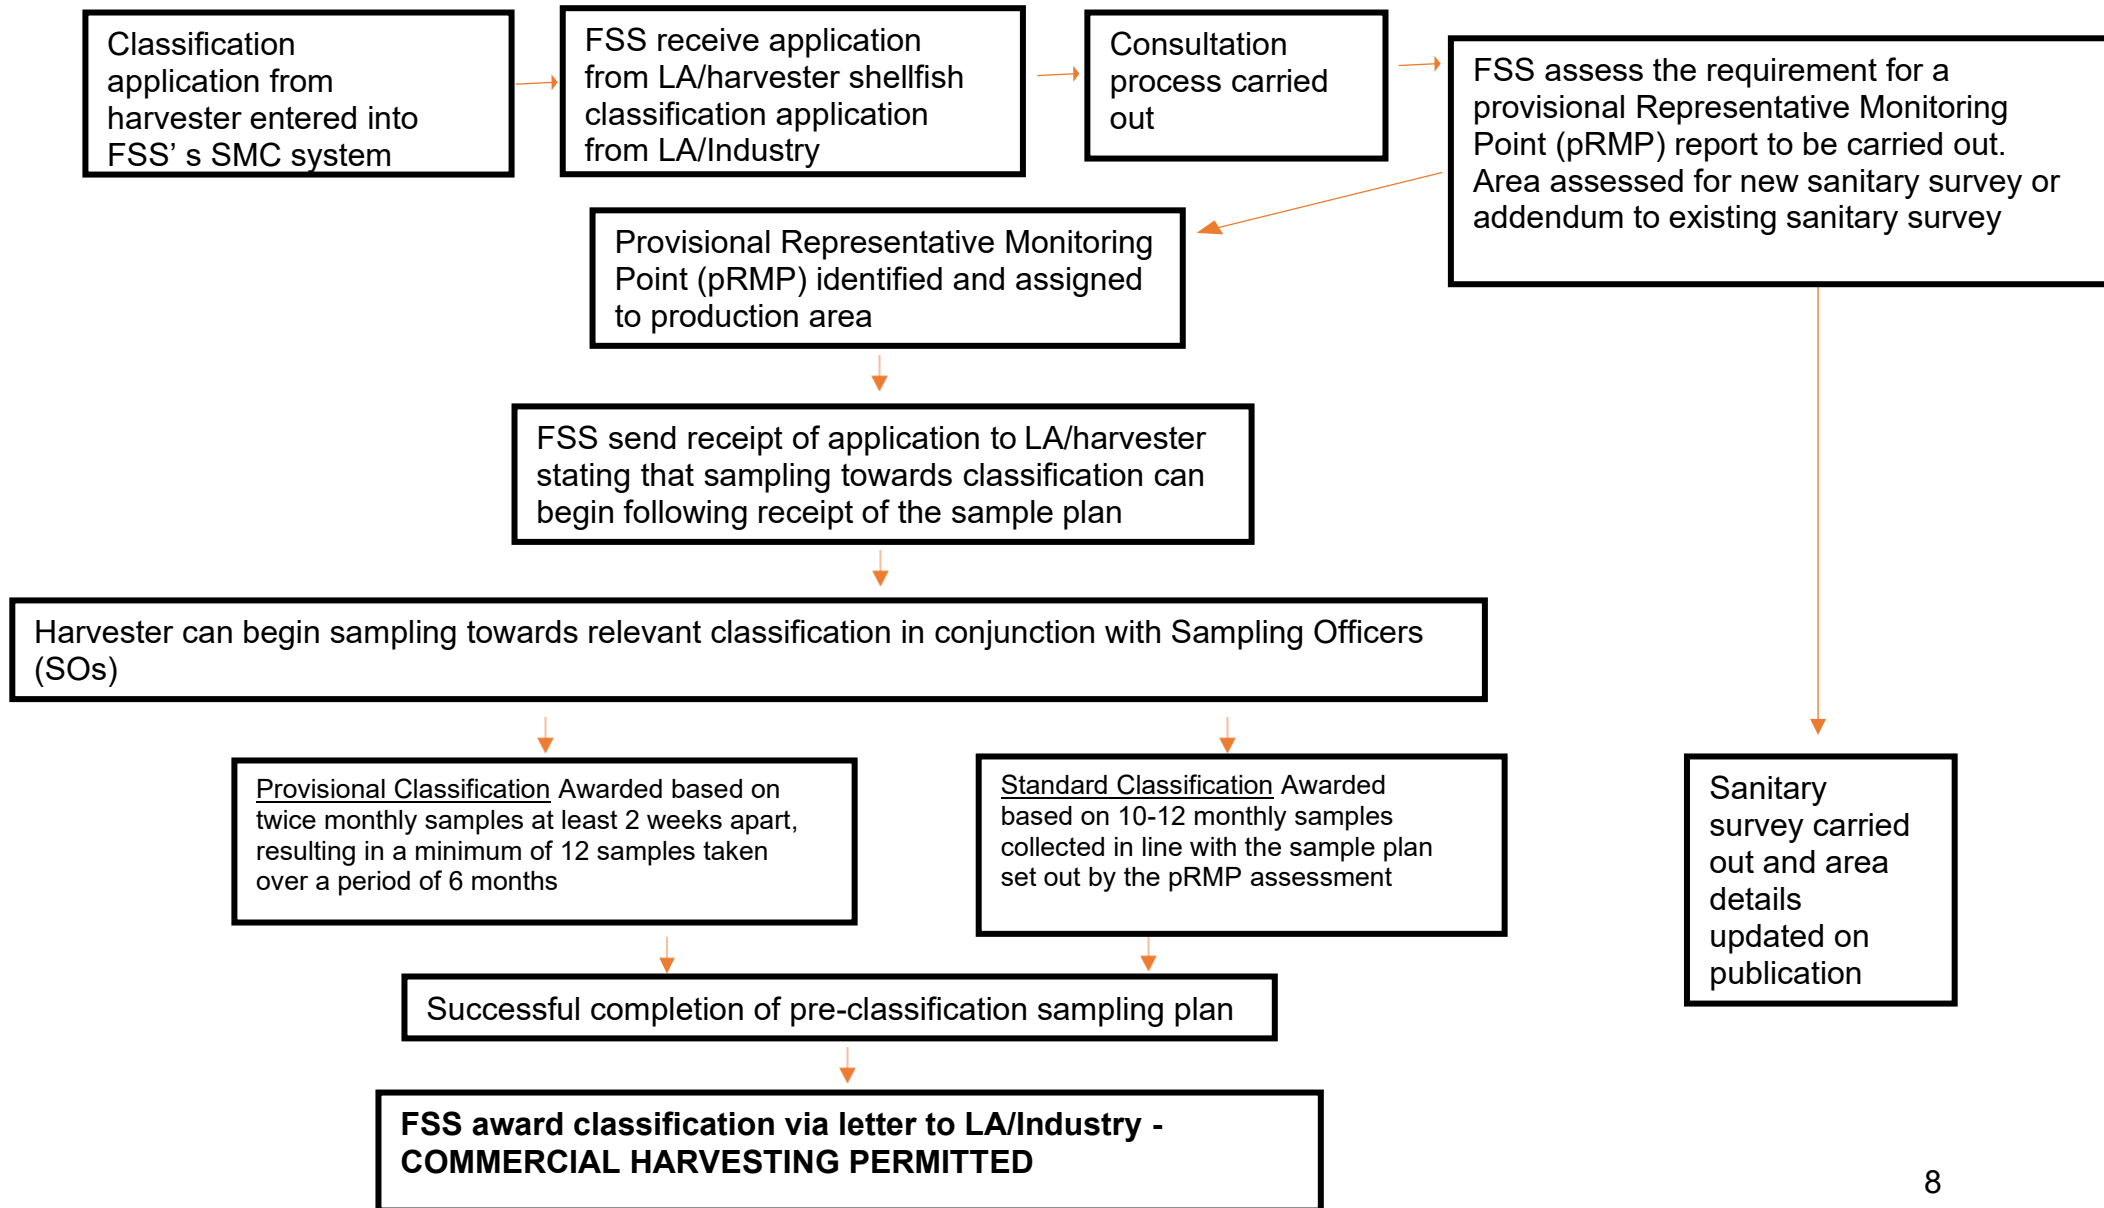 Classification
application from
harvester entered into
FSS’ s SMC system
FSS receive application
from LA/harvester shellfish
classification application
from LA/Industry
Consultation
process carried
out
FSS assess the requirement for a
provisional Representative Monitoring
Point (pRMP) report to be carried out.
Area assessed for new sanitary survey or
addendum to existing sanitary survey
Provisional Representative Monitoring
Point (pRMP) identified and assigned
to production area
FSS send receipt of application to LA/harvester
stating that sampling towards classification can
begin following receipt of the sample plan
Harvester can begin sampling towards relevant classification in conjunction with Sampling Officers
(SOs)
Provisional Classification Awarded based on
twice monthly samples at least 2 weeks apart,
resulting in a minimum of 12 samples taken
over a period of 6 months
Standard Classification Awarded
based on 10-12 monthly samples
collected in line with the sample plan
set out by the pRMP assessment
Sanitary
survey carried
out and area
details
updated on
publication
Successful completion of pre-classification sampling plan
FSS award classification via letter to LA/Industry -
COMMERCIAL HARVESTING PERMITTED
8